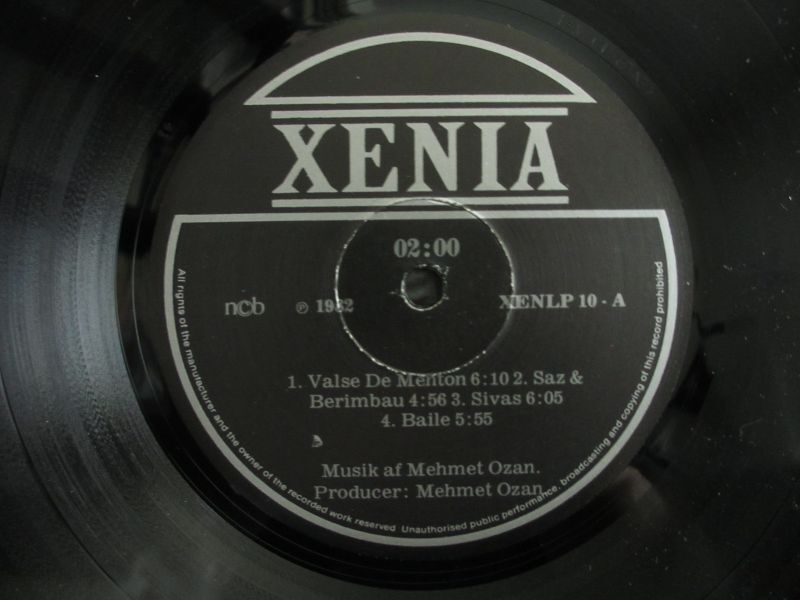 XENIA
02:00
ncb ℗ 1982 XENLP 10 - A
1. Valse De Menton 6:10 2. Saz &
Berimbau 4:56 3. Sivas 6:05
4. Baile 5:55
Musik af Mehmet Ozan.
Producer: Mehmet Ozan
All rights of the manufacturer and the owner of the recorded work reserved Unauthorised public performance, broadcasting and copying of this record prohibited